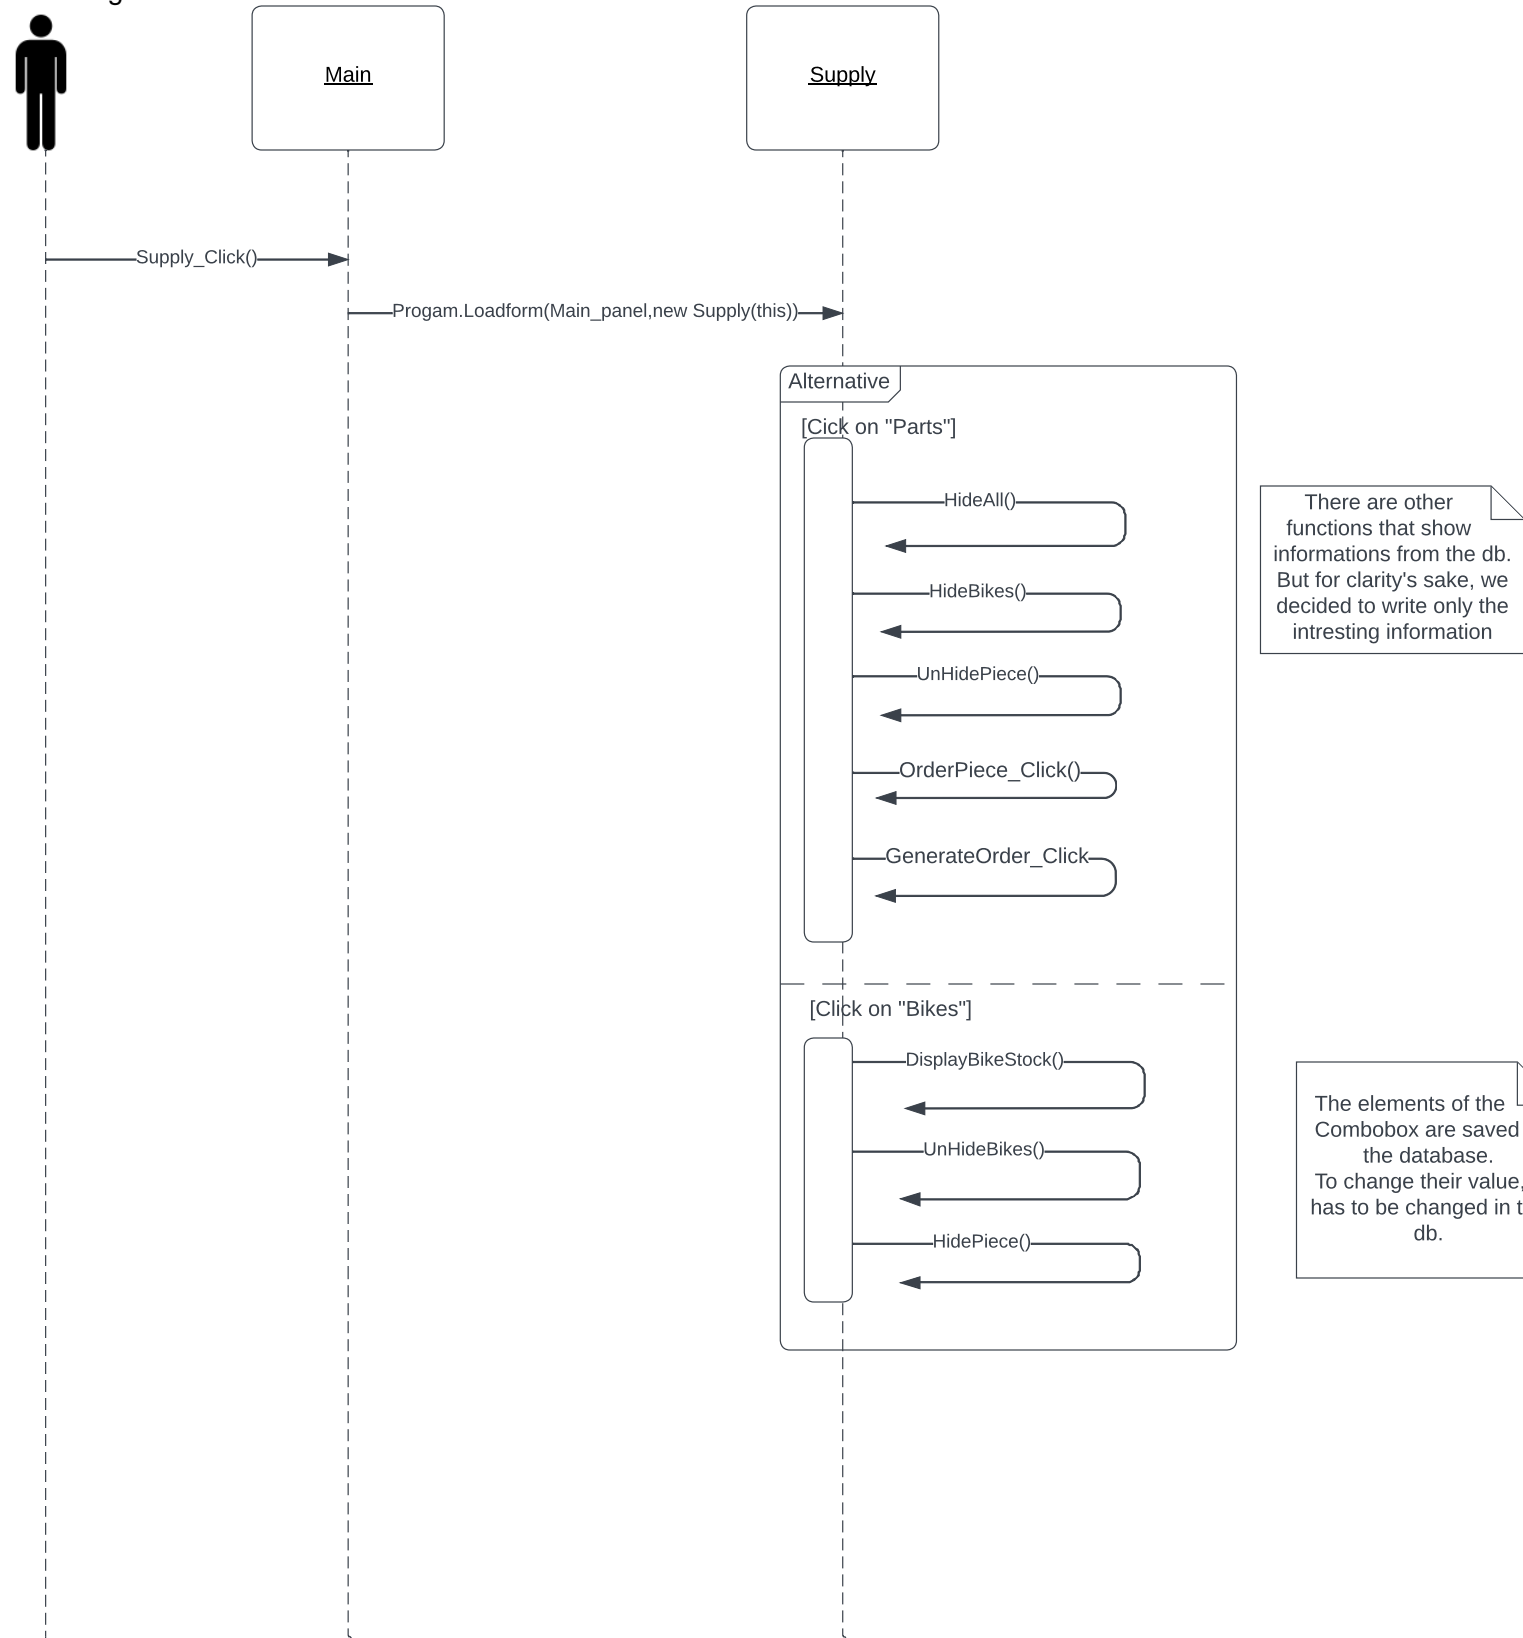 Main
Supply
Supply_Click()
Progam.Loadform(Main_panel,new Supply(this))
Alternative
[Cick on "Parts"]
HideAll()
There are other
functions that show
informations from the db.
But for clarity's sake, we
decided to write only the
intresting information
HideBikes()
UnHidePiece()
OrderPiece_Click()
GenerateOrder_Click
[Click on "Bikes"]
DisplayBikeStock()
The elements of the
Combobox are saved
the database.
To change their value,
has to be changed in
db.
UnHideBikes()
HidePiece()